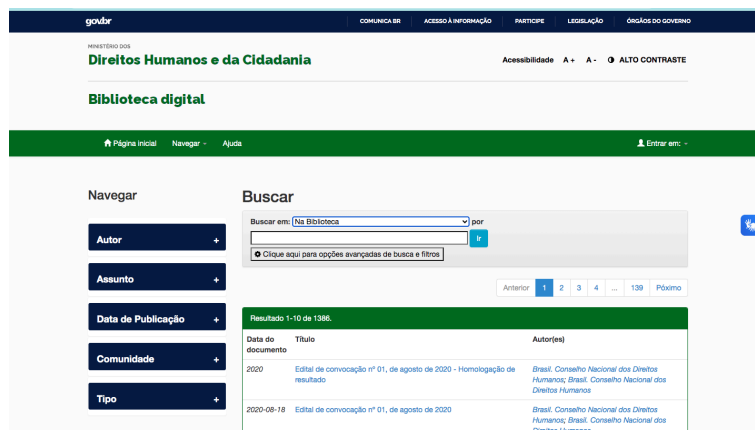 gov.br
COMUNICA BR ACESSO À INFORMAÇÃO PARTICIPE LEGISLAÇÃO ÓRGÃOS DO GOVERNO
MINISTÉRIO DOS
Direitos Humanos e da Cidadania
Acessibilidade A+ A- ALTO CONTRASTE
Biblioteca digital
Página inicial Navegar Ajuda Entrar em:
Navegar
Autor +
Assunto +
Data de Publicação +
Comunidade +
Tipo +
Buscar
Buscar em: Na Biblioteca por
Ir
Clique aqui para opções avançadas de busca e filtros
Anterior 1 2 3 4 ... 139 Póximo
Resultado 1-10 de 1386.
Data do documento Título Autor(es)
2020 Edital de convocação nº 01, de agosto de 2020 - Homologação de resultado Brasil. Conselho Nacional dos Direitos Humanos; Brasil. Conselho Nacional dos Direitos Humanos
2020-08-18 Edital de convocação nº 01, de agosto de 2020 Brasil. Conselho Nacional dos Direitos Humanos; Brasil. Conselho Nacional dos Direitos Humanos